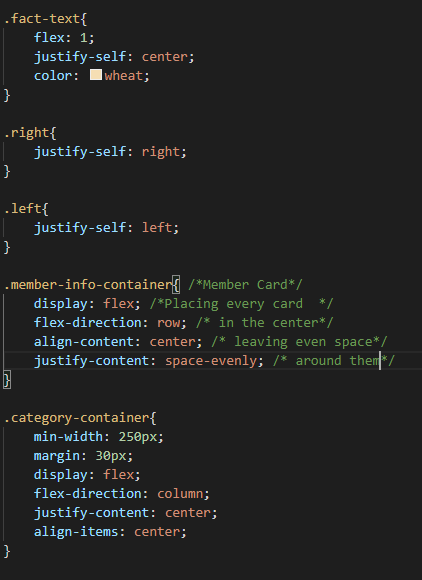 .fact-text{
    flex: 1;
    justify-self: center;
    color: wheat;
}
.right{
    justify-self: right;
}
.left{
    justify-self: left;
}
.member-info-container{ /*Member Card*/
    display: flex; /*Placing every card  */
    flex-direction: row; /* in the center*/
    align-content: center; /* leaving even space*/
    justify-content: space-evenly; /* around them*/
}
.category-container{
    min-width: 250px;
    margin: 30px;
    display: flex;
    flex-direction: column;
    justify-content: center;
    align-items: center;
}